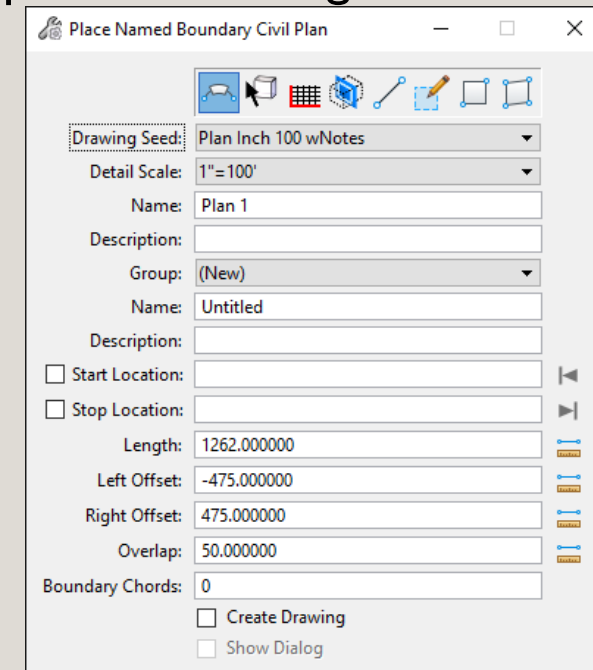 Place Named Boundary Civil Plan
Drawing Seed: Plan Inch 100 wNotes
Detail Scale: 1"=100'
Name: Plan 1
Description:
Group: (New)
Name: Untitled
Description:
Start Location:
Stop Location:
Length: 1262.000000
Left Offset: -475.000000
Right Offset: 475.000000
Overlap: 50.000000
Boundary Chords: 0
Create Drawing
Show Dialog